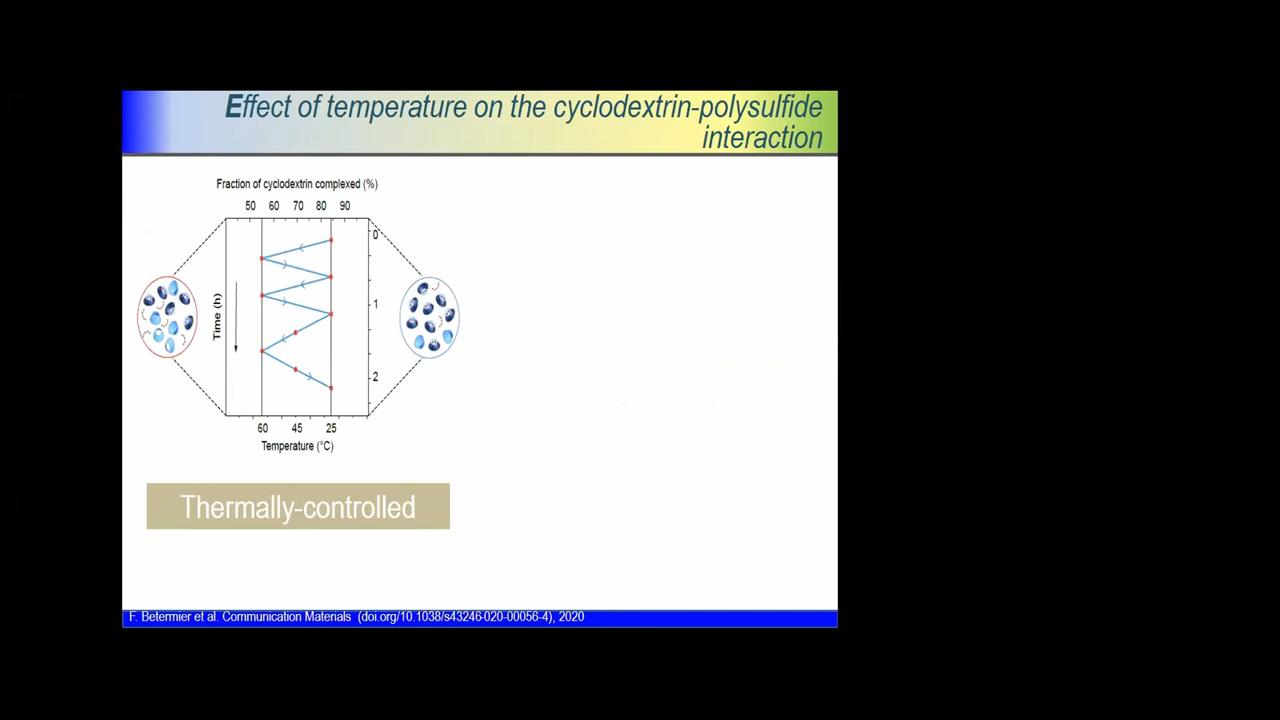 Effect of temperature on the cyclodextrin-polysulfide
interaction
Fraction of cyclodextrin complexed (%)
50 60 70 80 90
0
1
2
Time (h)
60 45 25
Temperature (°C)
Thermally-controlled
F. Betermier et al. Communication Materials (doi.org/10.1038/s43246-020-00056-4), 2020